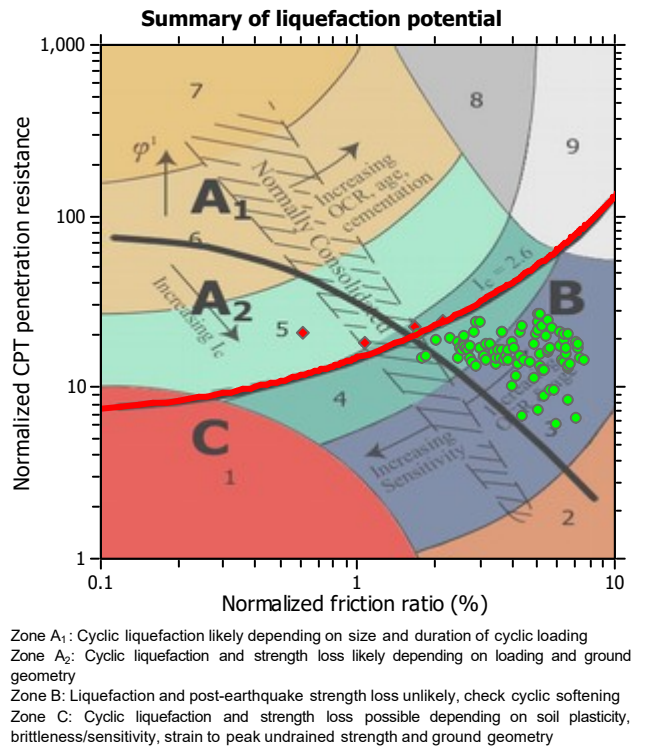 Summary of liquefaction potential
Normalized CPT penetration resistance
1,000
100
10
1
7
8
9
φ'
A1
Increasing
OCR, age,
cementation
Normally Consolidated
6
A2
Increasing Ic
5
Ic = 2.6
B
4
C
1
Increasing
Sensitivity
Increasing
OCR,
age
3
2
0.1
1
10
Normalized friction ratio (%)
Zone A1: Cyclic liquefaction likely depending on size and duration of cyclic loading
Zone A2: Cyclic liquefaction and strength loss likely depending on loading and ground
geometry
Zone B: Liquefaction and post-earthquake strength loss unlikely, check cyclic softening
Zone C: Cyclic liquefaction and strength loss possible depending on soil plasticity,
brittleness/sensitivity, strain to peak undrained strength and ground geometry